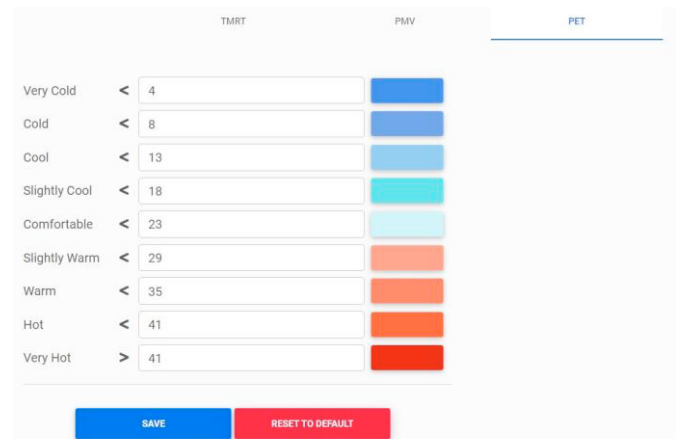 TMRT PMV PET
Very Cold < 4
Cold < 8
Cool < 13
Slightly Cool < 18
Comfortable < 23
Slightly Warm < 29
Warm < 35
Hot < 41
Very Hot > 41
SAVE RESET TO DEFAULT